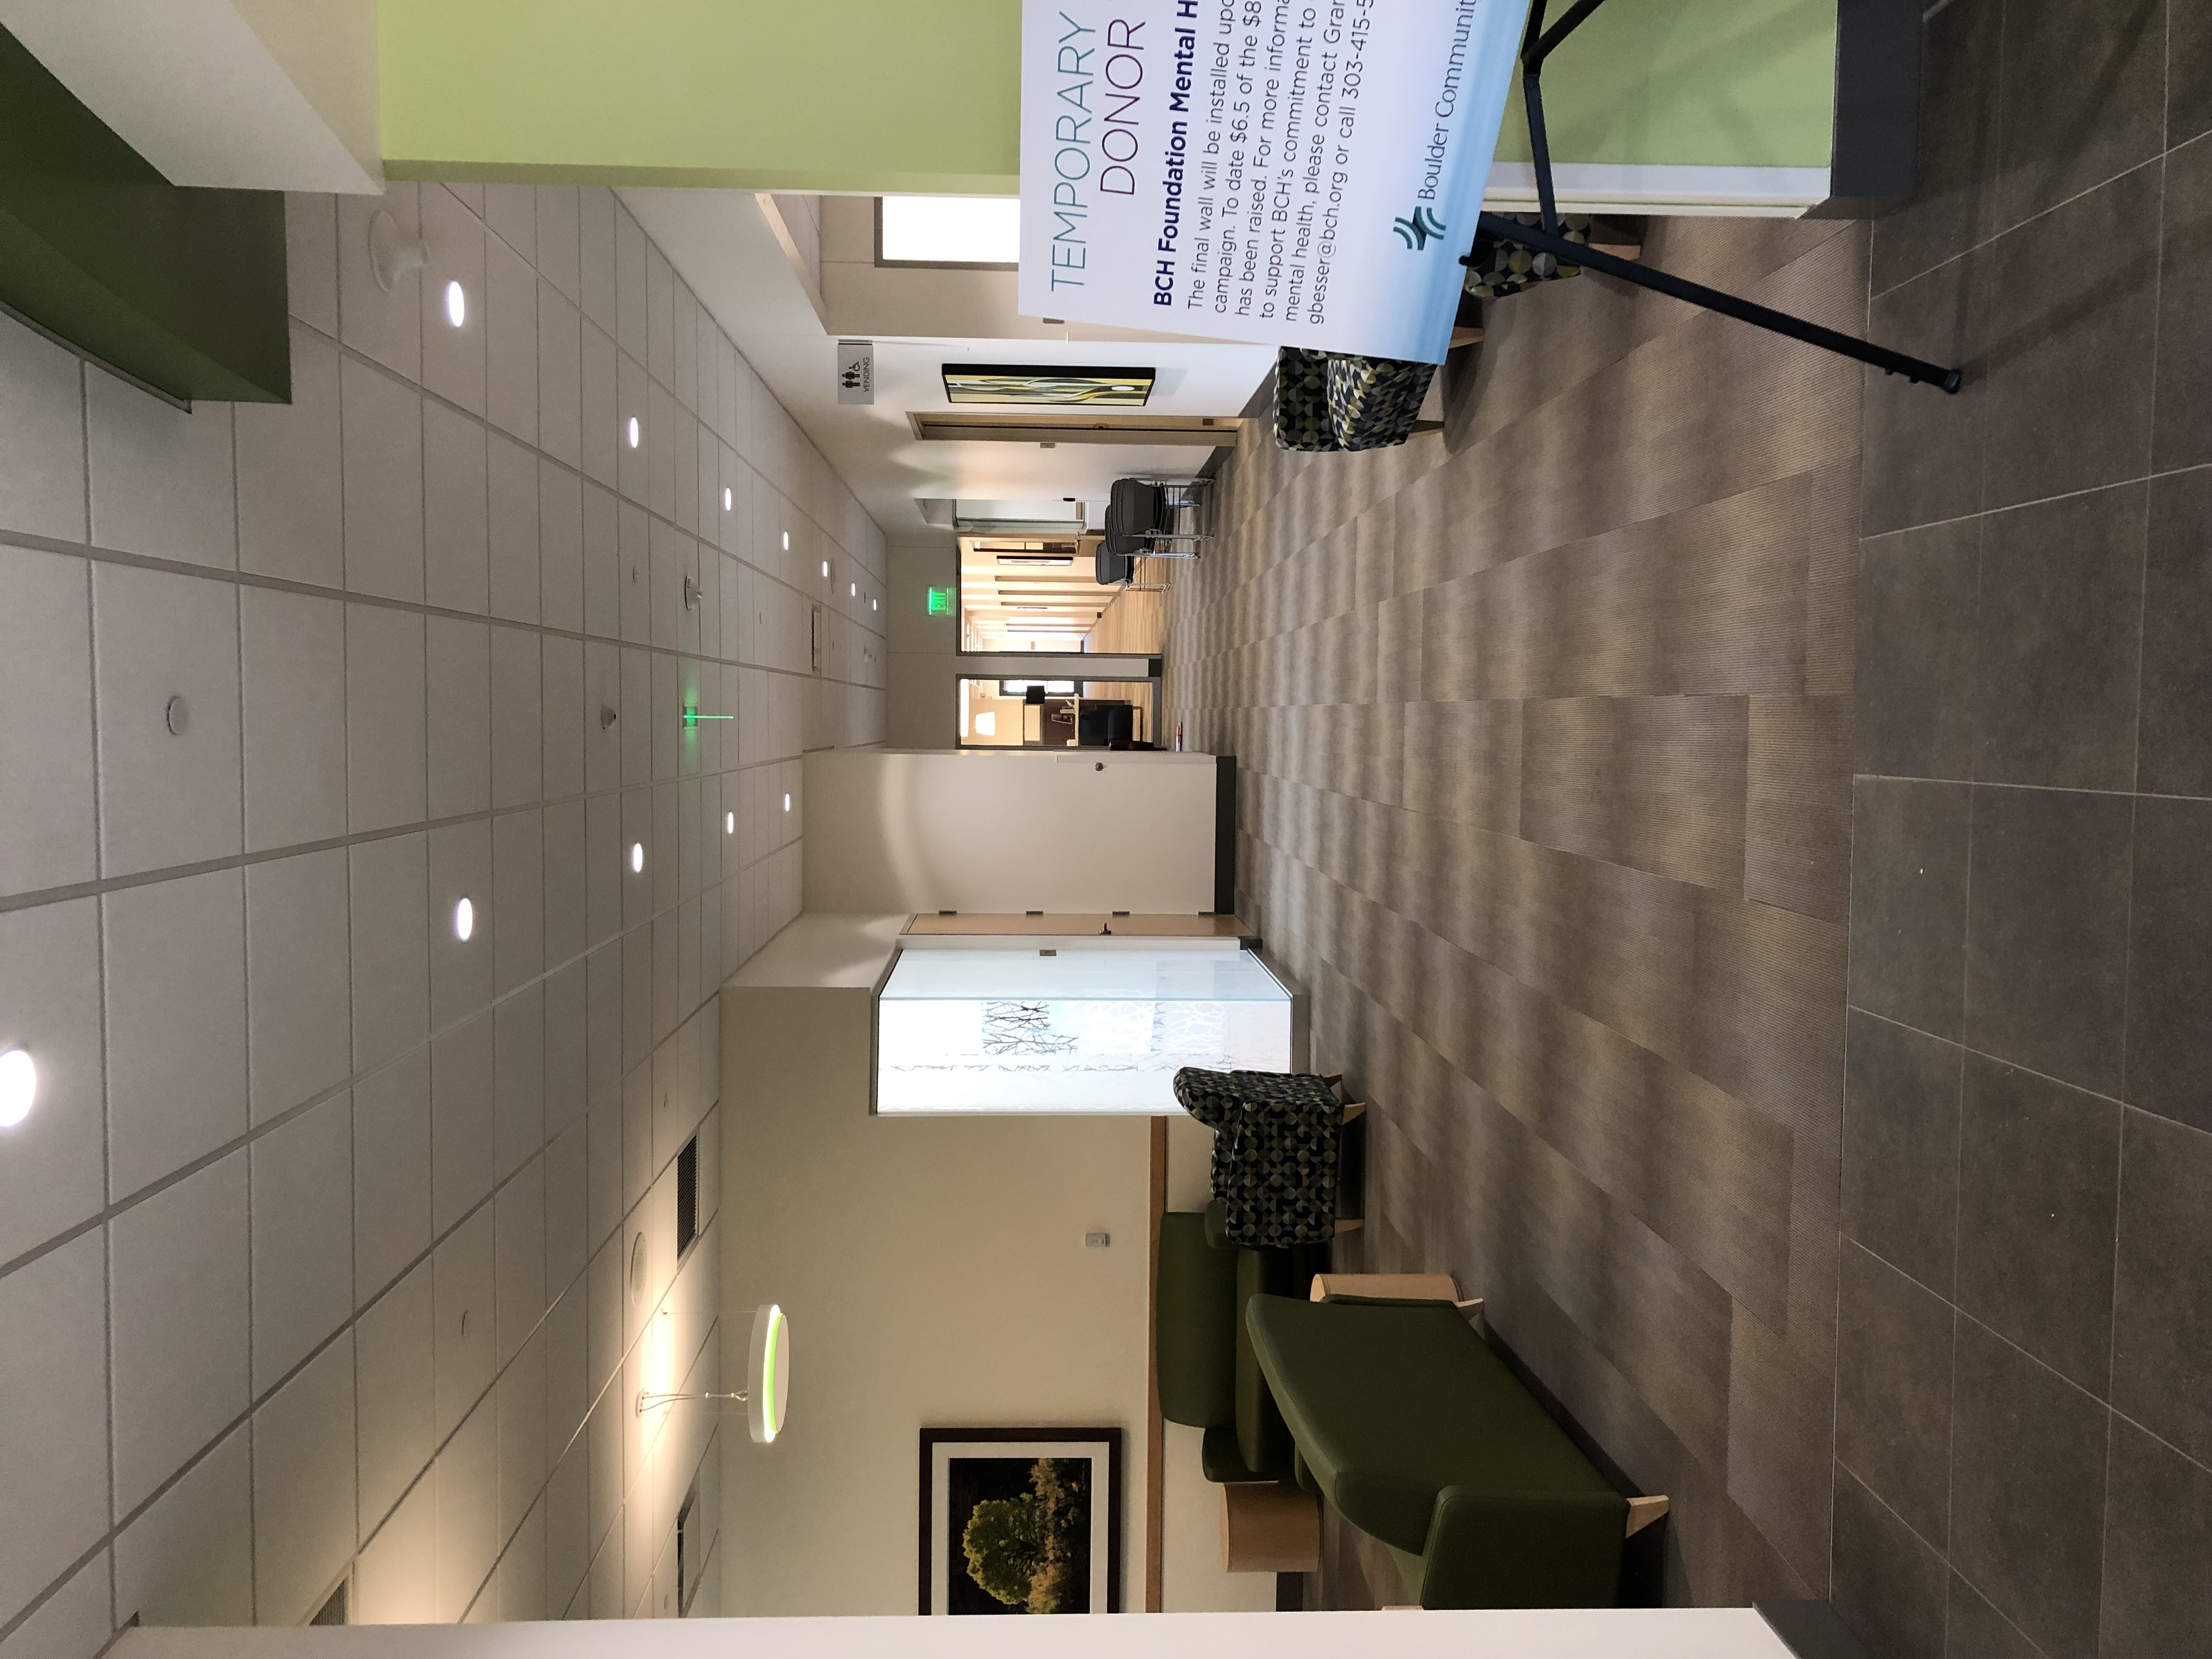 EXIT
VENDING
TEMPORARY
DONOR
BCH Foundation Mental H
The final wall will be installed upo
campaign. To date $6.5 of the $8
has been raised. For more informa
to support BCH's commitment to
mental health, please contact Gran
gbesser@bch.org or call 303-415-5
Boulder Communit